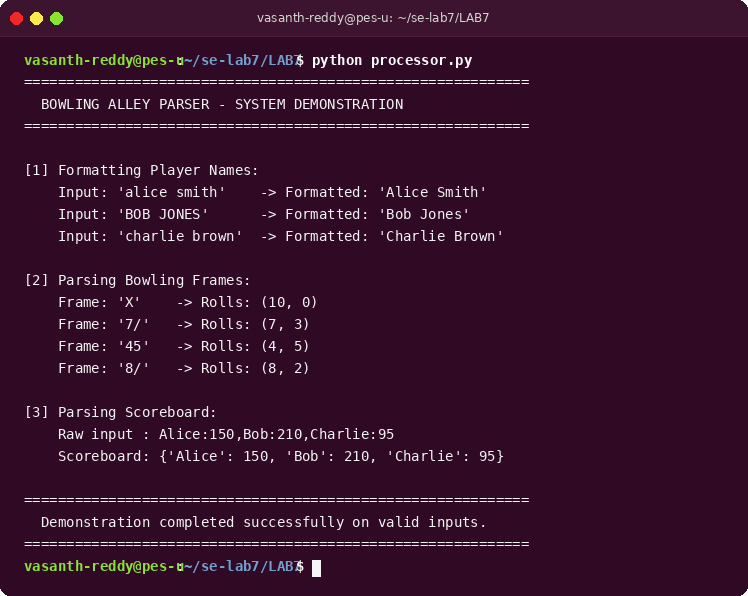 vasanth-reddy@pes-u: ~/se-lab7/LAB7
vasanth-reddy@pes-u:~/se-lab7/LAB7$ python processor.py
============================================================
  BOWLING ALLEY PARSER - SYSTEM DEMONSTRATION
============================================================

[1] Formatting Player Names:
    Input: 'alice smith'    -> Formatted: 'Alice Smith'
    Input: 'BOB JONES'      -> Formatted: 'Bob Jones'
    Input: 'charlie brown'  -> Formatted: 'Charlie Brown'

[2] Parsing Bowling Frames:
    Frame: 'X'    -> Rolls: (10, 0)
    Frame: '7/'   -> Rolls: (7, 3)
    Frame: '45'   -> Rolls: (4, 5)
    Frame: '8/'   -> Rolls: (8, 2)

[3] Parsing Scoreboard:
    Raw input : Alice:150,Bob:210,Charlie:95
    Scoreboard: {'Alice': 150, 'Bob': 210, 'Charlie': 95}

============================================================
  Demonstration completed successfully on valid inputs.
============================================================
vasanth-reddy@pes-u:~/se-lab7/LAB7$